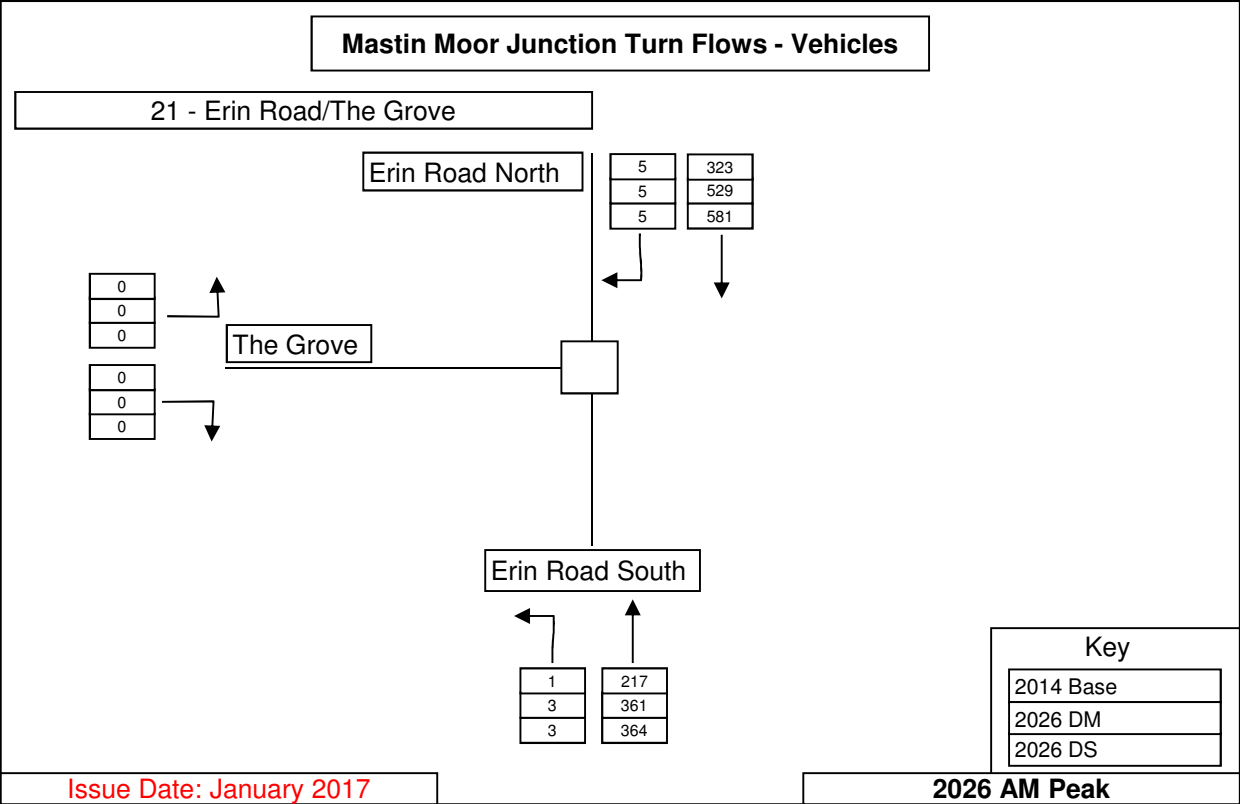 Mastin Moor Junction Turn Flows - Vehicles
21 - Erin Road/The Grove
Erin Road North
5 323
5 529
5 581
0
0
0
The Grove
0
0
0
Erin Road South
1 217
3 361
3 364
Key
2014 Base
2026 DM
2026 DS
Issue Date: January 2017
2026 AM Peak